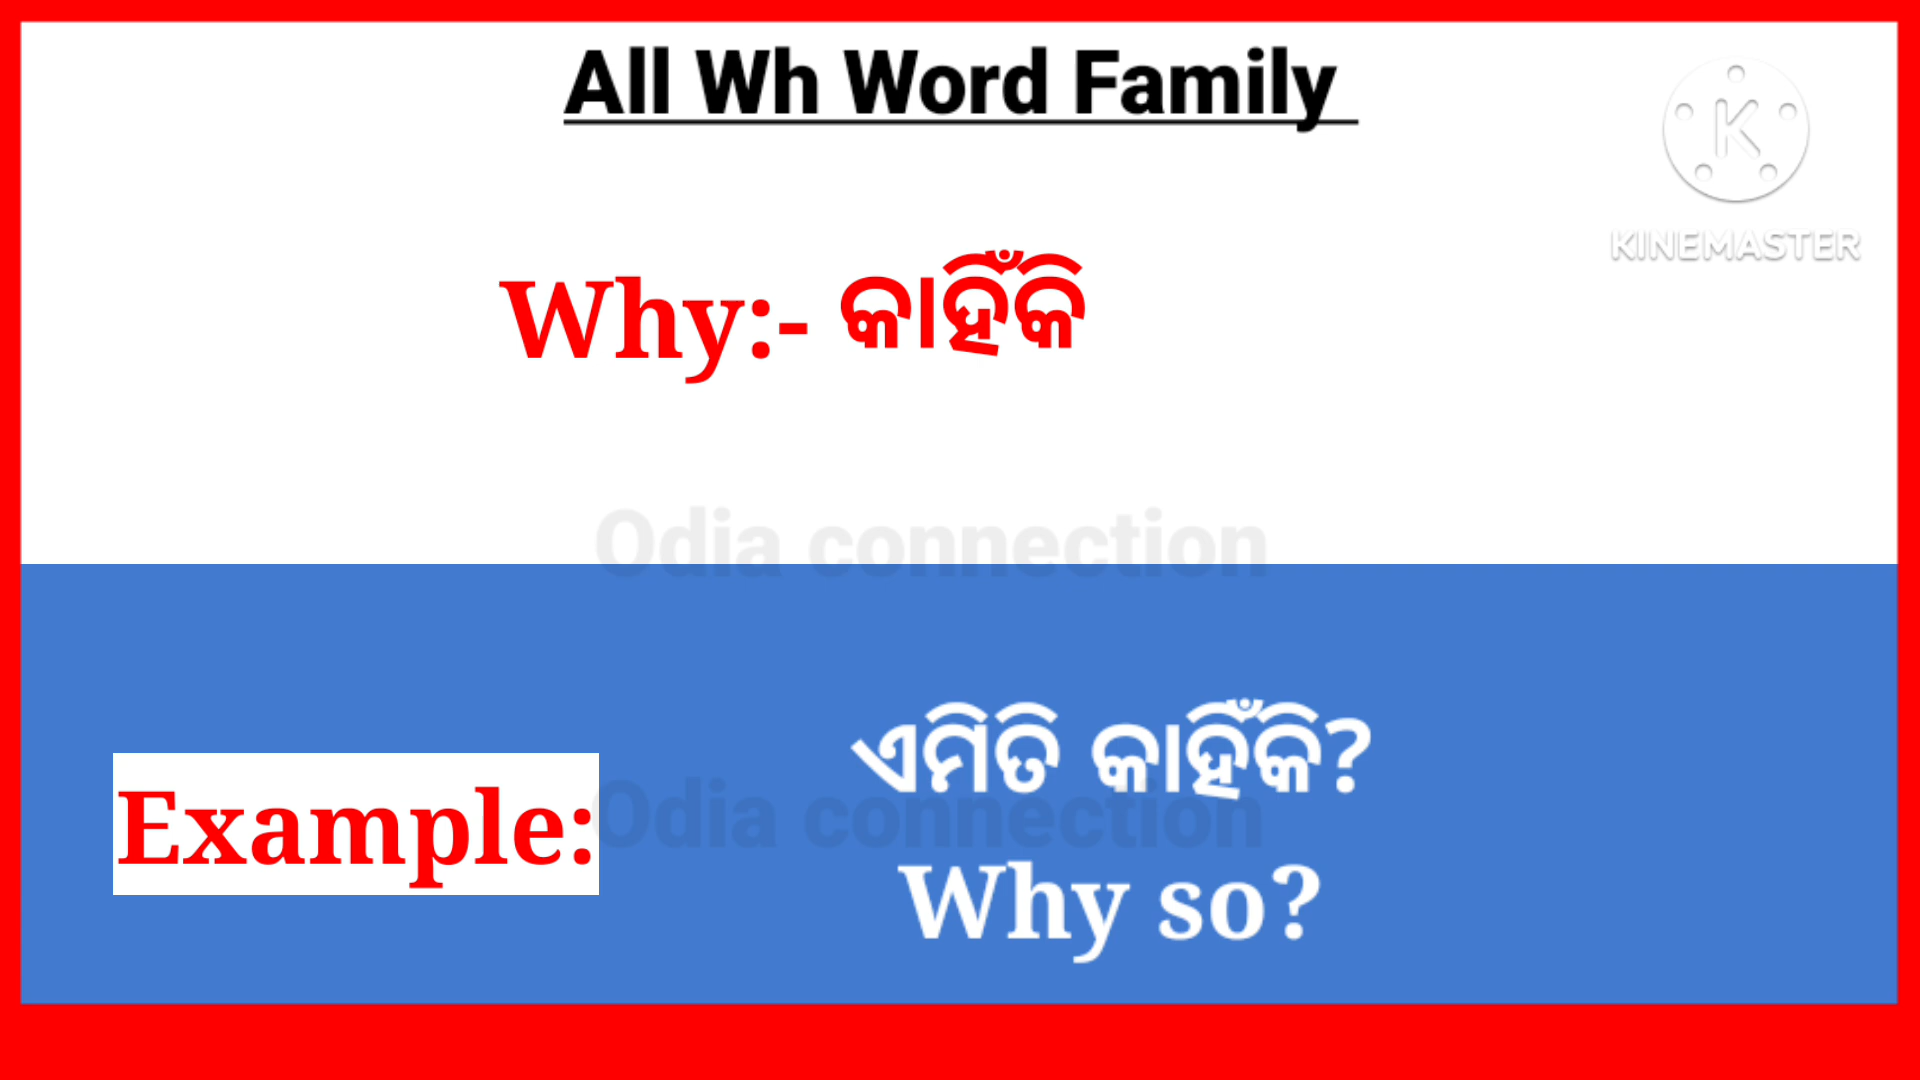 All Wh Word Family
K
KINEMASTER
Why:- କାହିଁକି
Odia connection
ଏମିତି କାହିଁକି?
Example:
Odia connection
Why so?